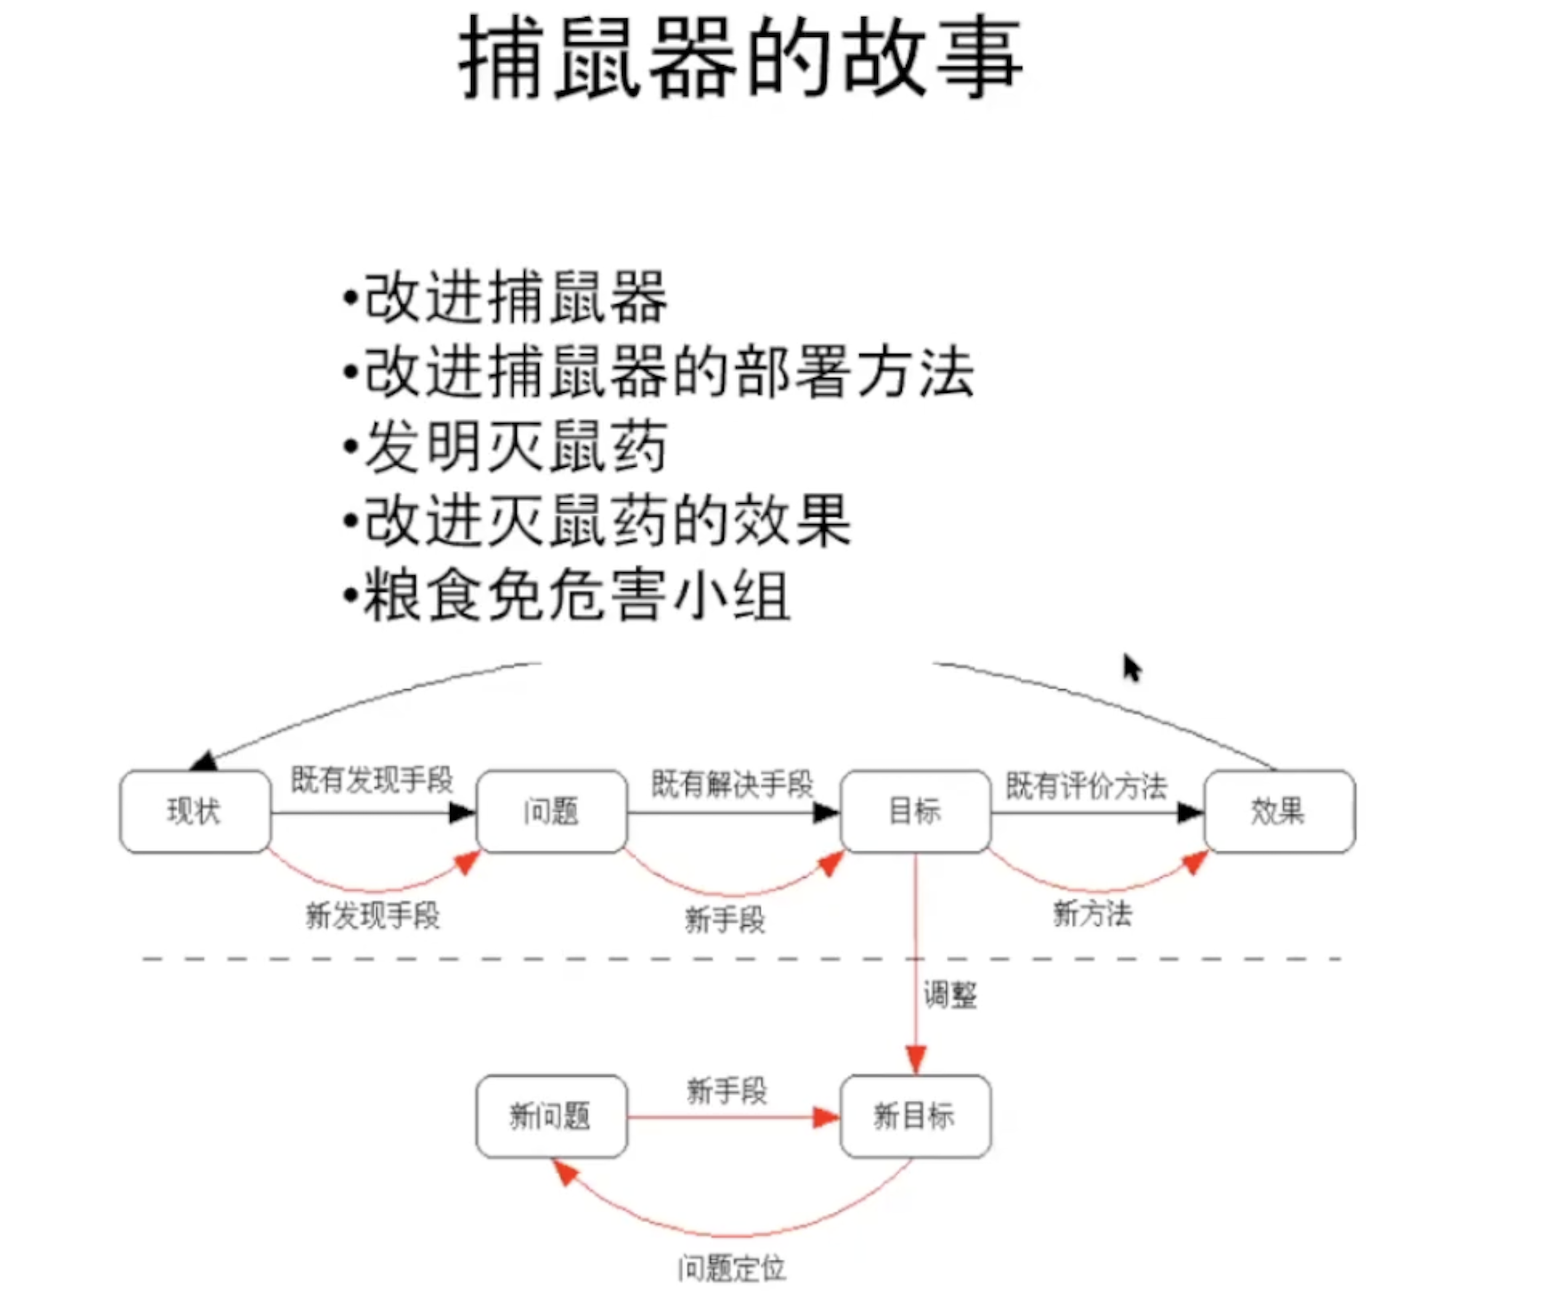 捕鼠器的故事
•改进捕鼠器
•改进捕鼠器的部署方法
•发明灭鼠药
•改进灭鼠药的效果
•粮食免危害小组
现状
既有发现手段
问题
既有解决手段
目标
既有评价方法
效果
新发现手段
新手段
新方法
调整
新问题
新手段
新目标
问题定位